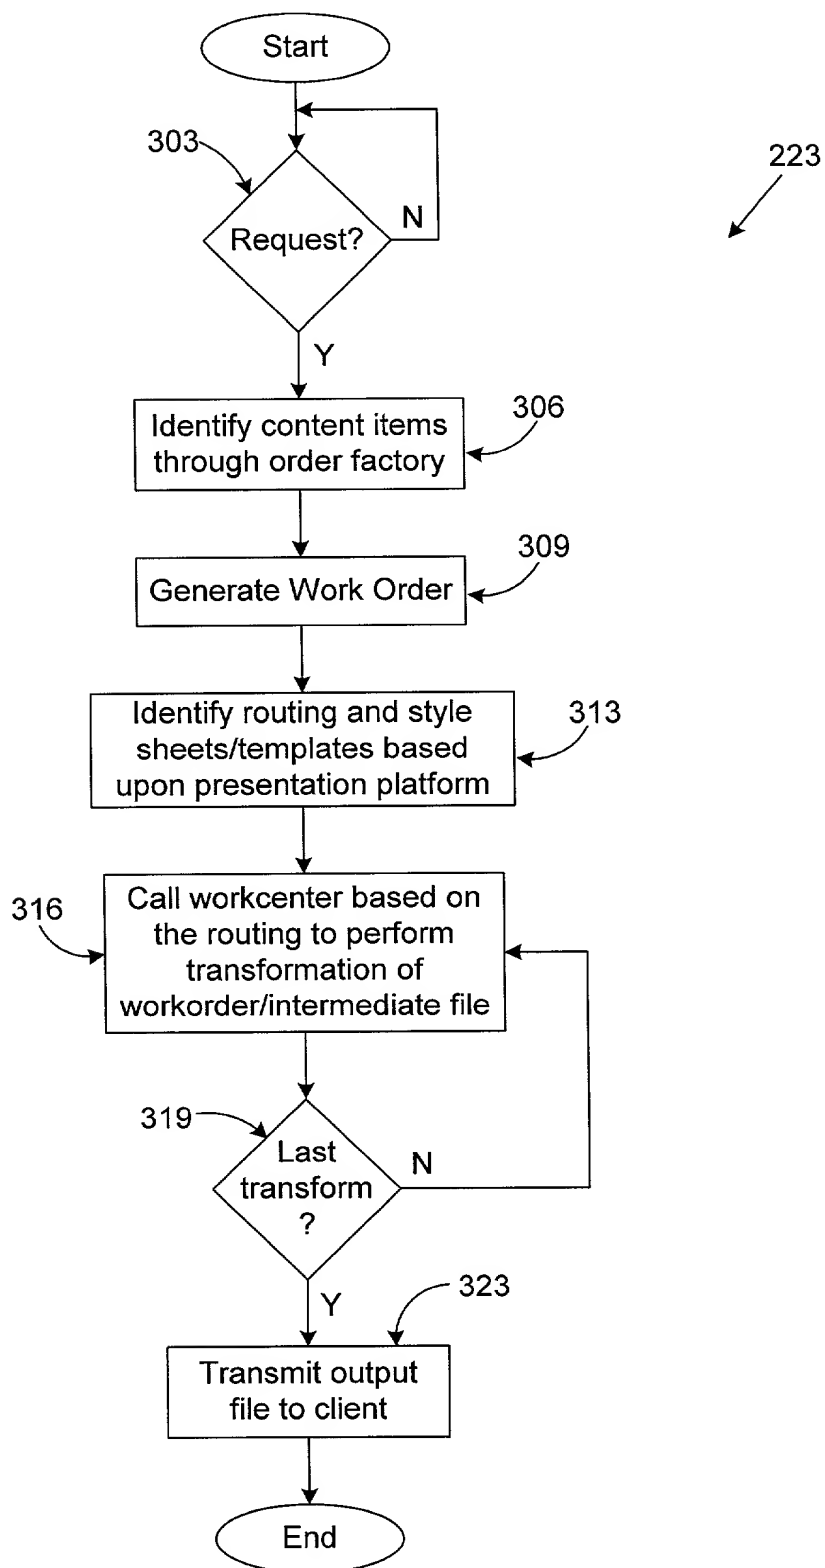 Start
303
223
N
Request?
Y
306
Identify content items
through order factory
309
Generate Work Order
313
Identify routing and style
sheets/templates based
upon presentation platform
316
Call workcenter based on
the routing to perform
transformation of
workorder/intermediate file
319
Last
transform
?
N
Y
323
Transmit output
file to client
End